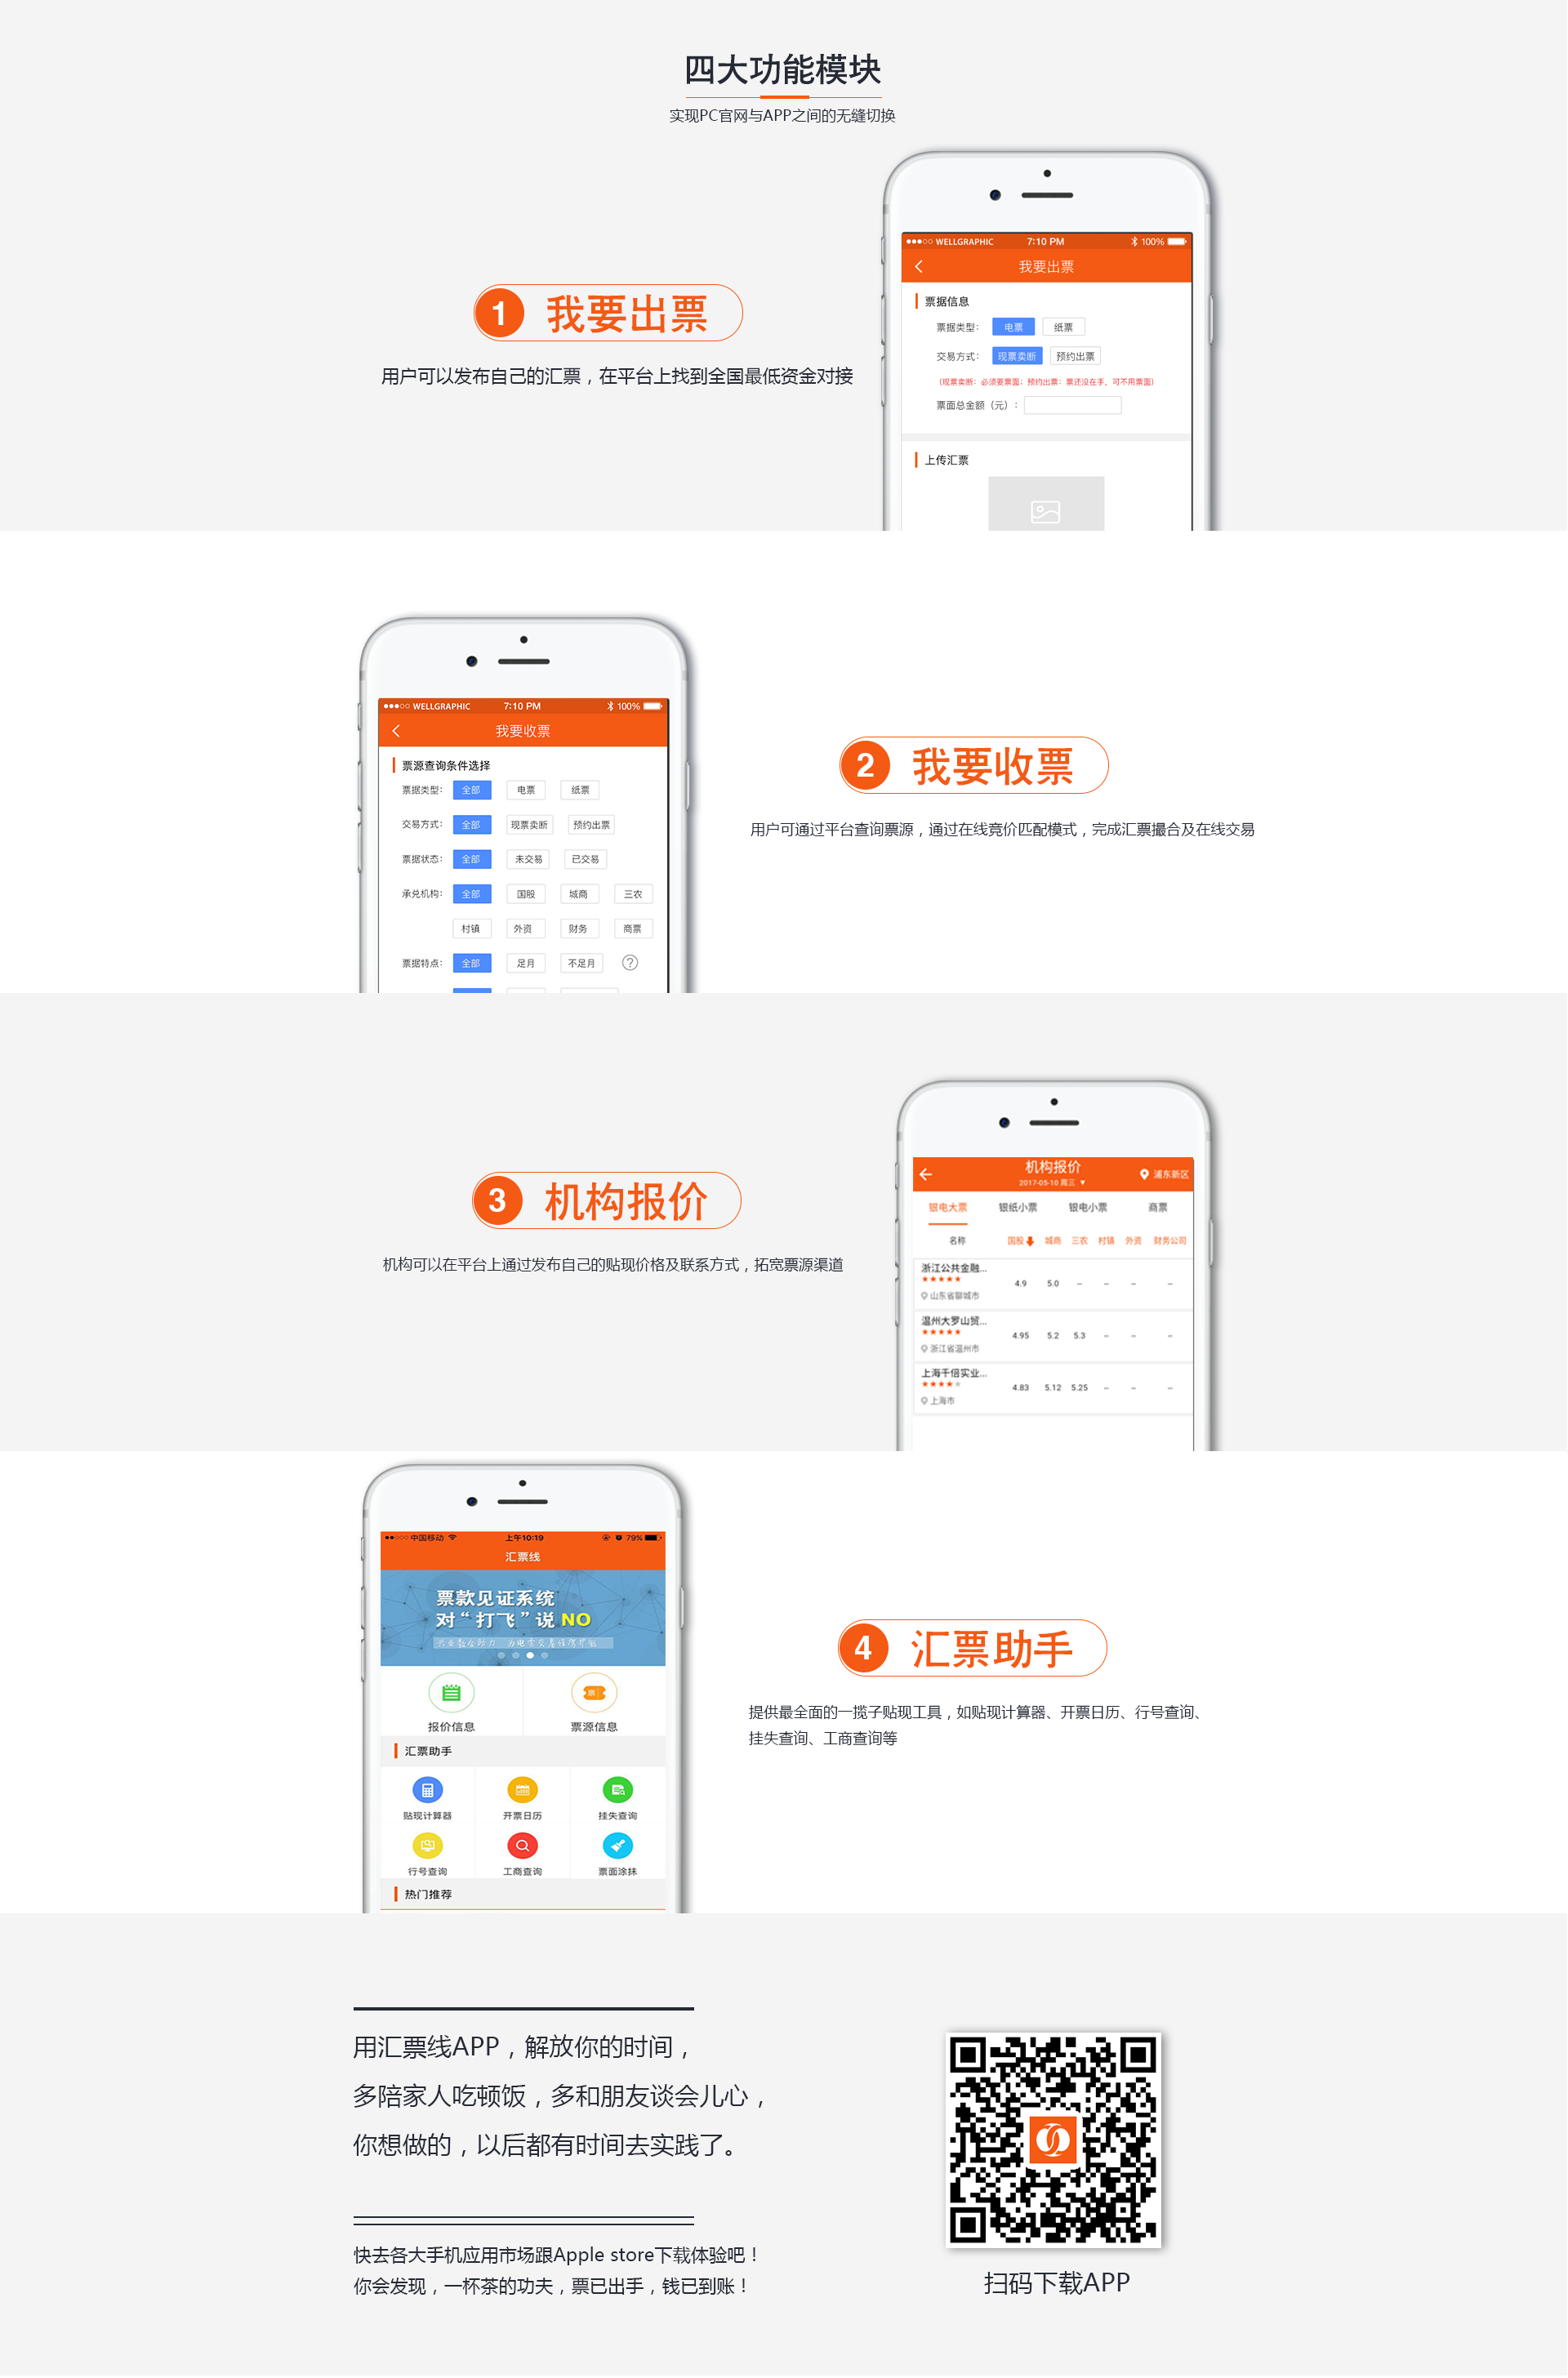 四大功能模块
实现PC官网与APP之间的无缝切换
1 我要出票
用户可以发布自己的汇票，在平台上找到全国最低资金对接
WELLGRAPHIC 7:10 PM 100%
我要出票
票据信息
票据类型： 电票 纸票
交易方式： 现票卖断 预约出票
(现票卖断：必须要票面；预约出票：票还没在手，可不用票面)
票面总金额（元）：
上传汇票
WELLGRAPHIC 7:10 PM 100%
我要收票
票源查询条件选择
票据类型： 全部 电票 纸票
交易方式： 全部 现票卖断 预约出票
票据状态： 全部 未交易 已交易
承兑机构： 全部 国股 城商 三农
村镇 外资 财务 商票
票据特点： 全部 足月 不足月 ?
2 我要收票
用户可通过平台查询票源，通过在线竞价匹配模式，完成汇票撮合及在线交易
3 机构报价
机构可以在平台上通过发布自己的贴现价格及联系方式，拓宽票源渠道
机构报价
2017-05-10 周三 ▼
浦东新区
银电大票 银纸小票 银电小票 商票
名称 国股 城商 三农 村镇 外资 财务公司
浙江公共金融...
4.9 5.0 – – – –
山东省聊城市
温州大罗山贸...
4.95 5.2 5.3 – – –
浙江省温州市
上海千倍实业...
4.83 5.12 5.25 – – –
上海市
中国移动 上午10:19 79%
汇票线
票款见证系统
对“打飞”说 NO
报价信息 票源信息
汇票助手
贴现计算器 开票日历 挂失查询
行号查询 工商查询 票面涂抹
热门推荐
4 汇票助手
提供最全面的一揽子贴现工具，如贴现计算器、开票日历、行号查询、
挂失查询、工商查询等
用汇票线APP，解放你的时间，
多陪家人吃顿饭，多和朋友谈会儿心，
你想做的，以后都有时间去实践了。
快去各大手机应用市场跟Apple store下载体验吧！
你会发现，一杯茶的功夫，票已出手，钱已到账！
扫码下载APP